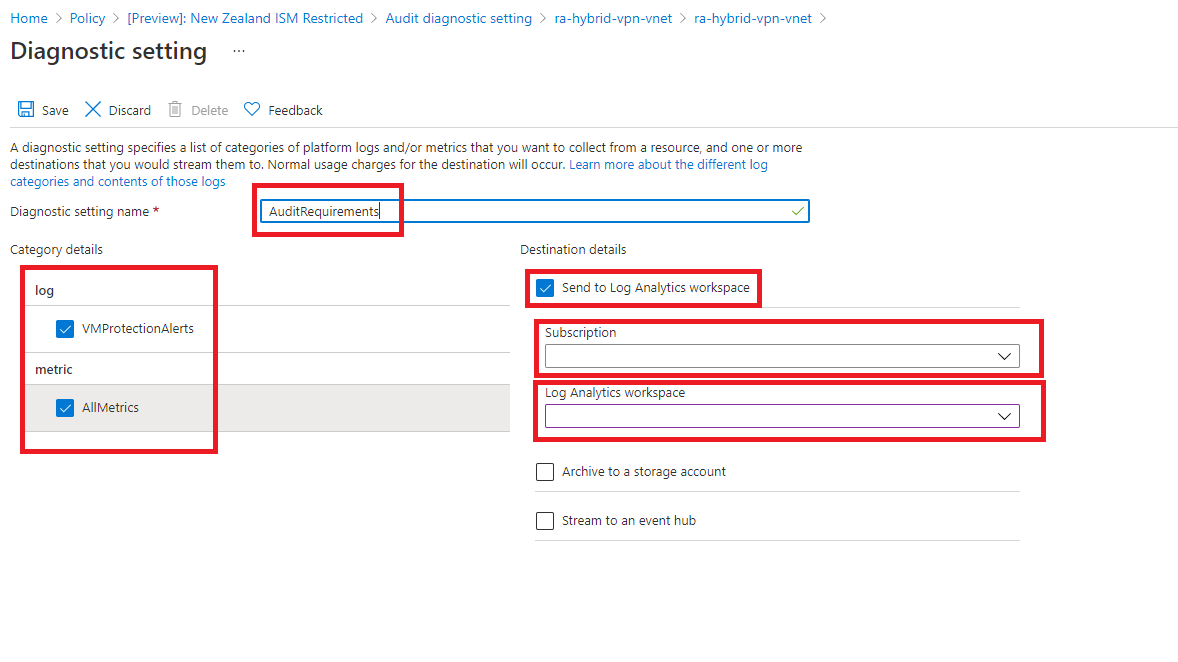 Home > Policy > [Preview]: New Zealand ISM Restricted > Audit diagnostic setting > ra-hybrid-vpn-vnet > ra-hybrid-vpn-vnet >
Diagnostic setting ...
Save Discard Delete Feedback
A diagnostic setting specifies a list of categories of platform logs and/or metrics that you want to collect from a resource, and one or more
destinations that you would stream them to. Normal usage charges for the destination will occur. Learn more about the different log
categories and contents of those logs
Diagnostic setting name *
AuditRequirements
Category details
log
VMProtectionAlerts
metric
AllMetrics
Destination details
Send to Log Analytics workspace
Subscription
Log Analytics workspace
Archive to a storage account
Stream to an event hub